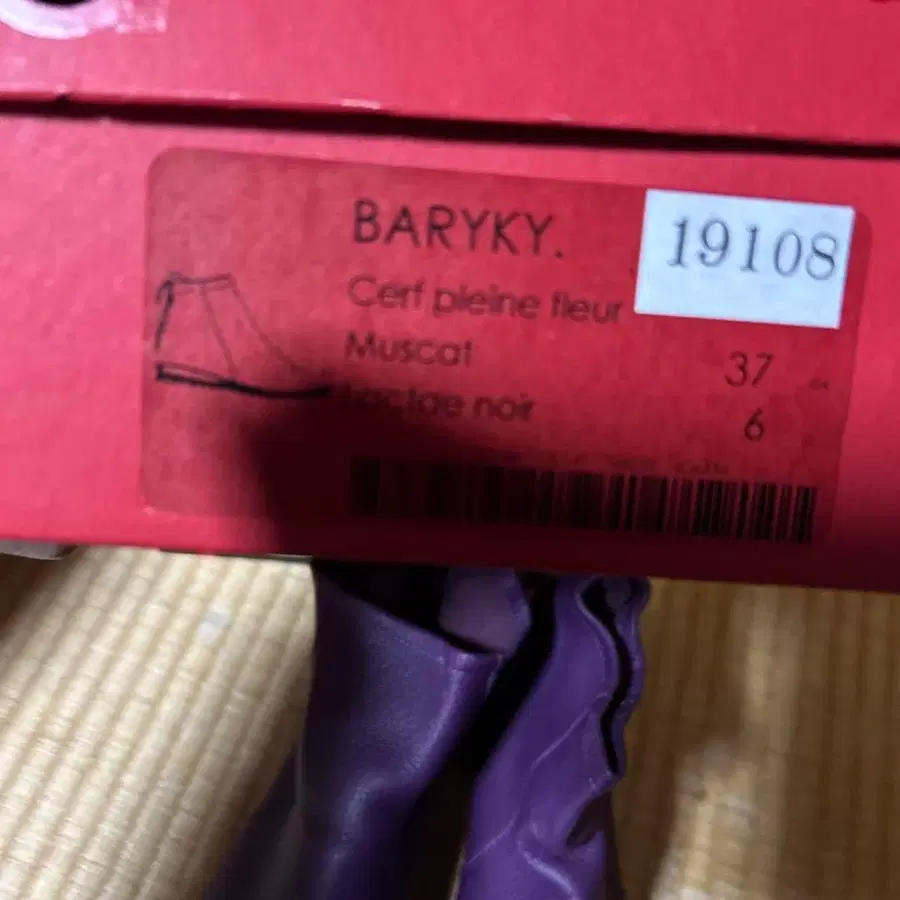 BARYKY.
19108
Cerf pleine fleur
Muscat
37
noir
6